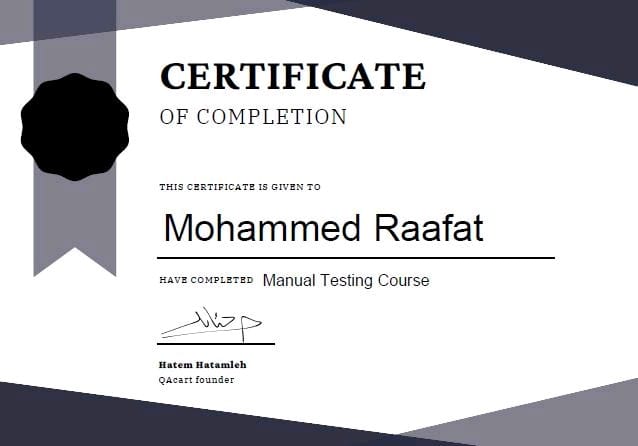 CERTIFICATE
OF COMPLETION
THIS CERTIFICATE IS GIVEN TO
Mohammed Raafat
HAVE COMPLETED Manual Testing Course
Hatem Hatamleh
QAcart founder